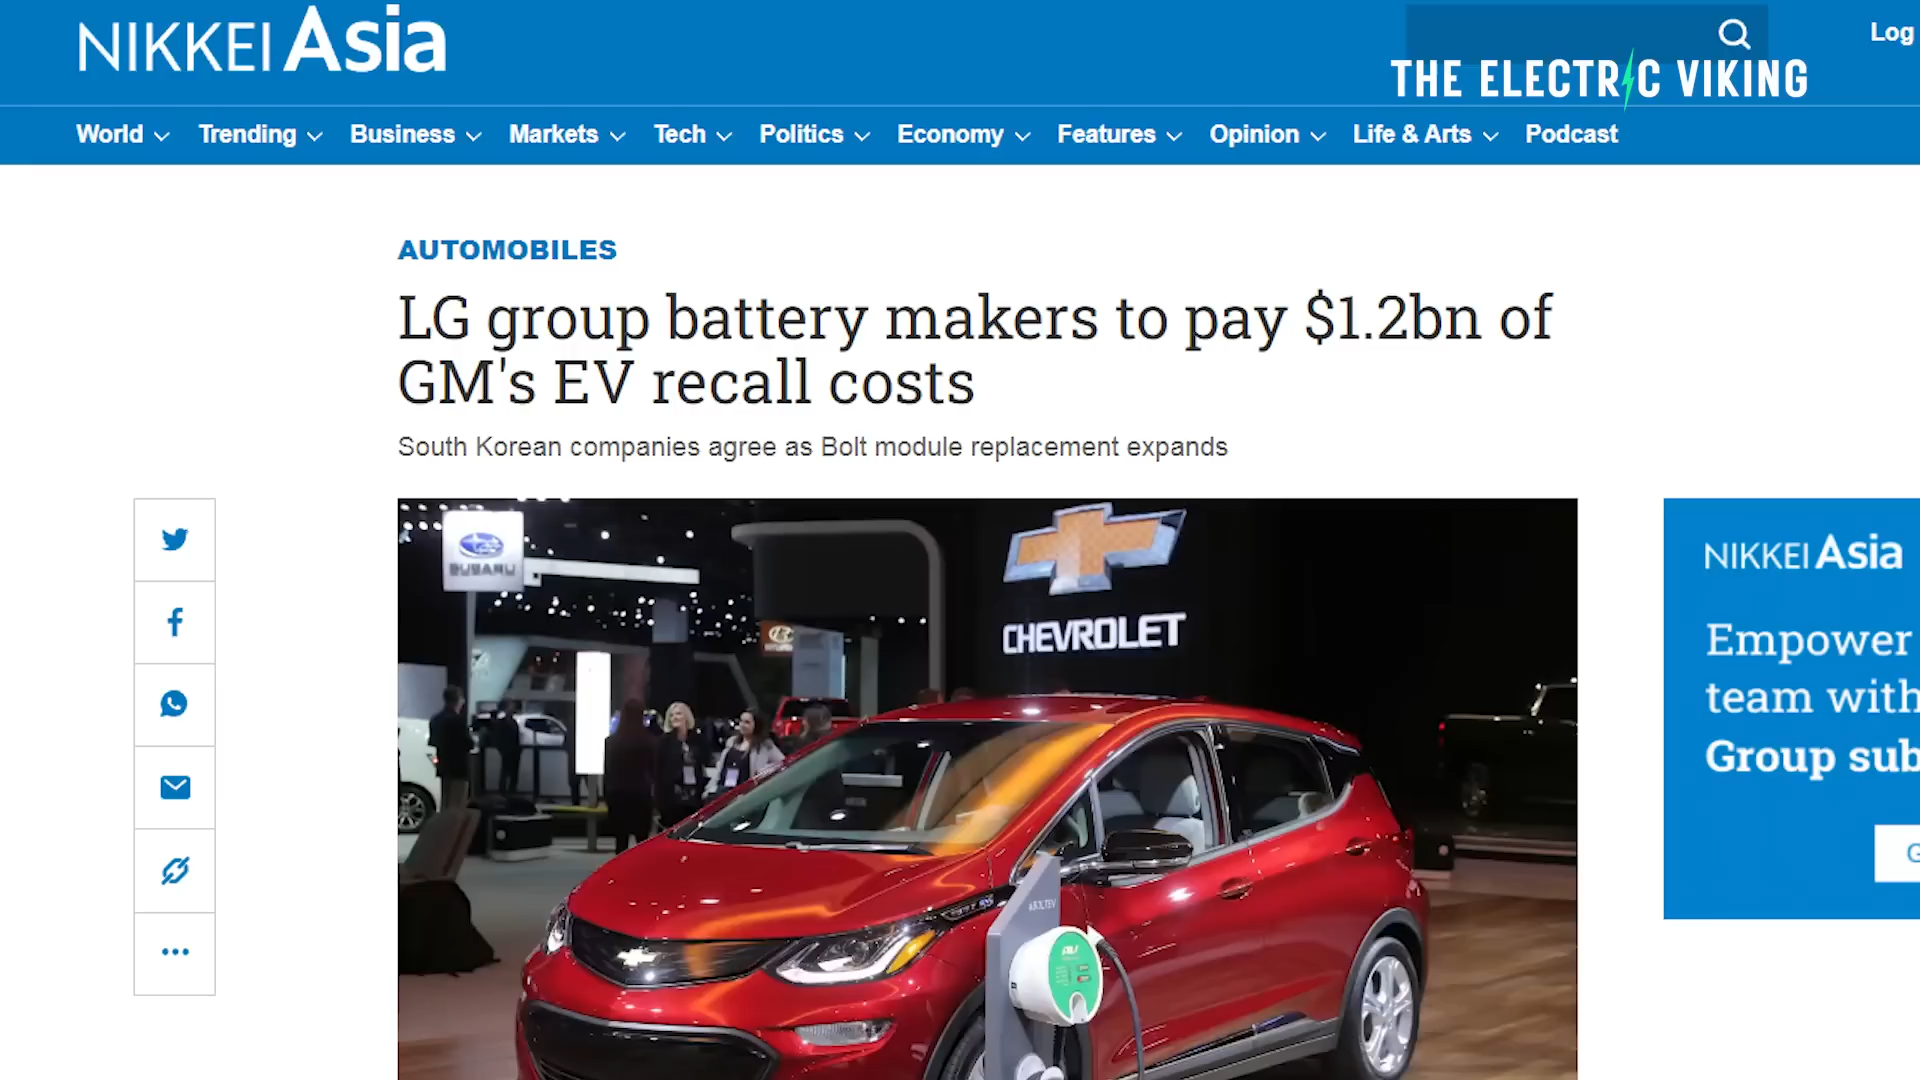 NIKKEI Asia
Log
THE ELECTRIC VIKING
World Trending Business Markets Tech Politics Economy Features Opinion Life & Arts Podcast
AUTOMOBILES
LG group battery makers to pay $1.2bn of
GM's EV recall costs
South Korean companies agree as Bolt module replacement expands
SUBARU
CHEVROLET
BOLT EV
NIKKEI Asia
Empower
team with
Group sub
G